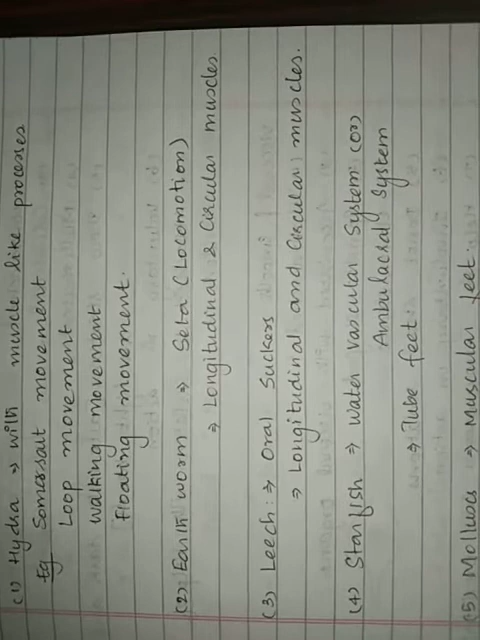 (1) Hydra → with muscle like processes
Eg Somersault movement
Loop movement
Walking movement
Floating movement.
(2) Earth worm ⇒ Seta (Locomotion)
⇒ Longitudinal & Circular muscles
(3) Leech: ⇒ Oral Suckers
⇒ Longitudinal and Circular muscles.
(4) Starfish ⇒ Water Vascular System (or)
Ambulacral System
⇒ Tube feet
(5) Molluscs ⇒ Muscular feet.